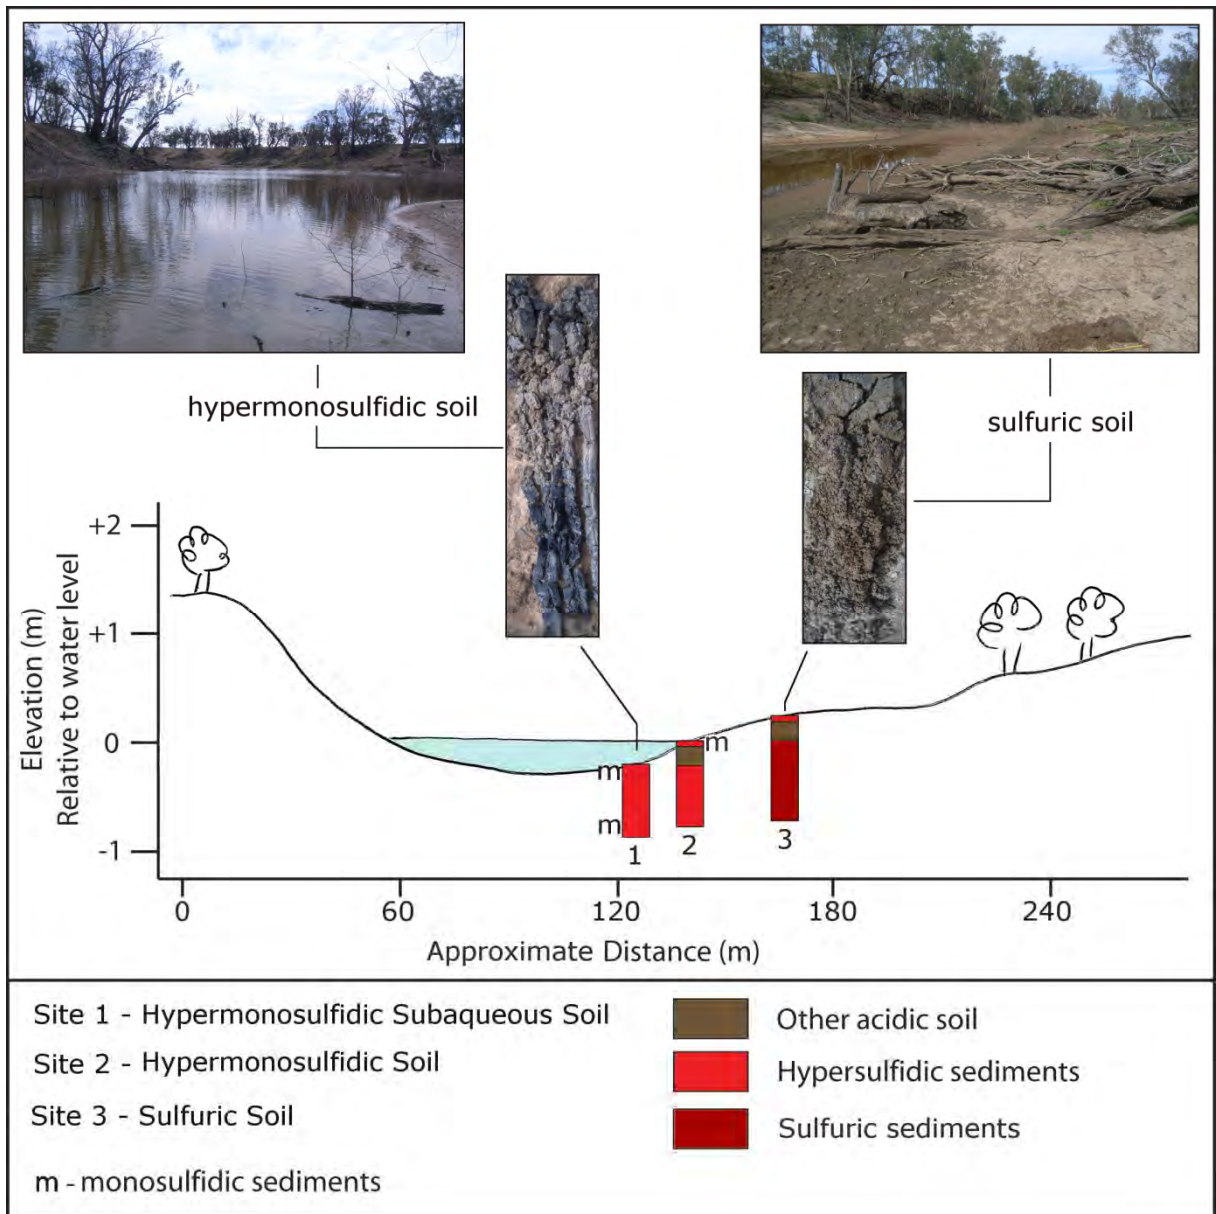 hypermonosulfidic soil
sulfuric soil
Elevation (m)
Relative to water level
+2
+1
0
-1
m
m
m
1
2
3
0
60
120
180
240
Approximate Distance (m)
Site 1 - Hypermonosulfidic Subaqueous Soil
Site 2 - Hypermonosulfidic Soil
Site 3 - Sulfuric Soil
m - monosulfidic sediments
Other acidic soil
Hypersulfidic sediments
Sulfuric sediments